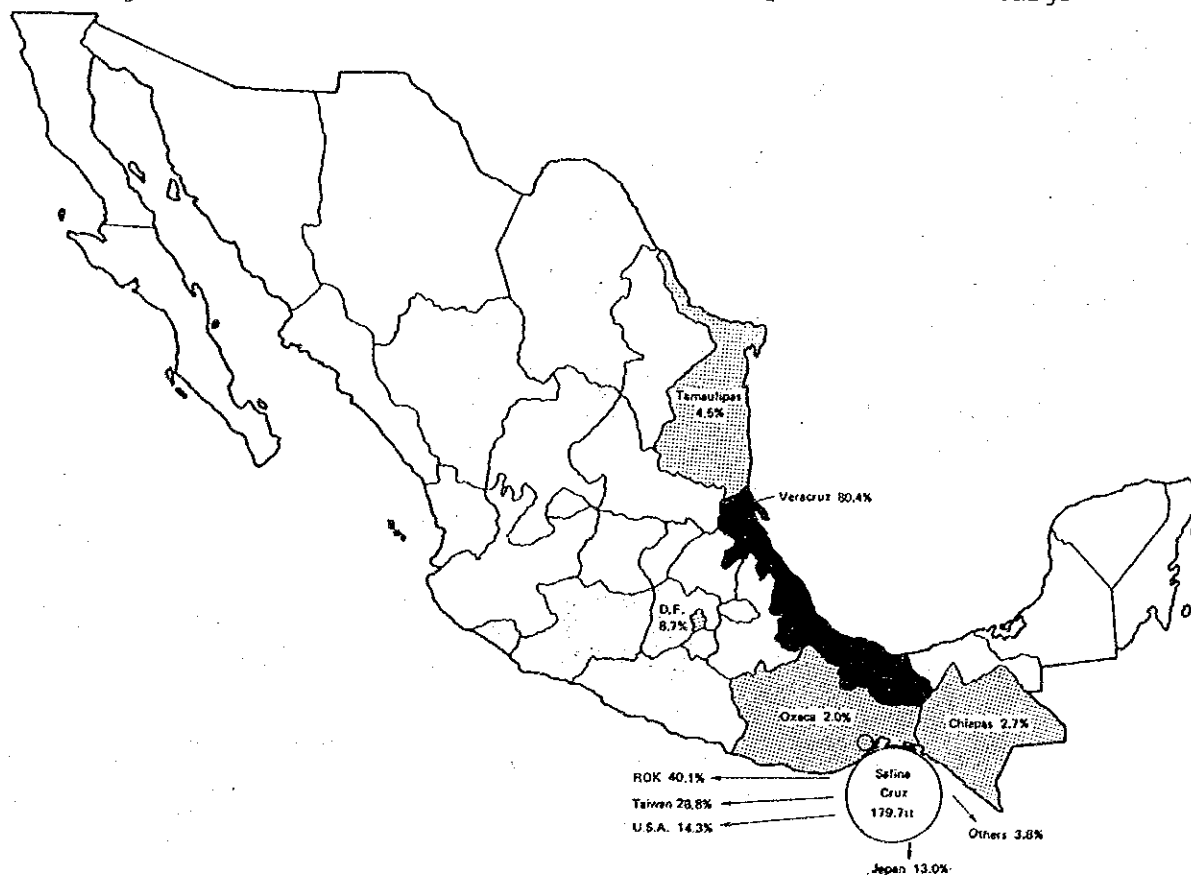 Tamaulipas
4.5%
Veracruz 80.4%
D.F.
8.7%
Oxaca 2.0%
Chiapas 2.7%
ROK 40.1%
Taiwan 28.8%
U.S.A. 14.3%
Salina
Cruz
179.7tt
Others 3.8%
Japan 13.0%